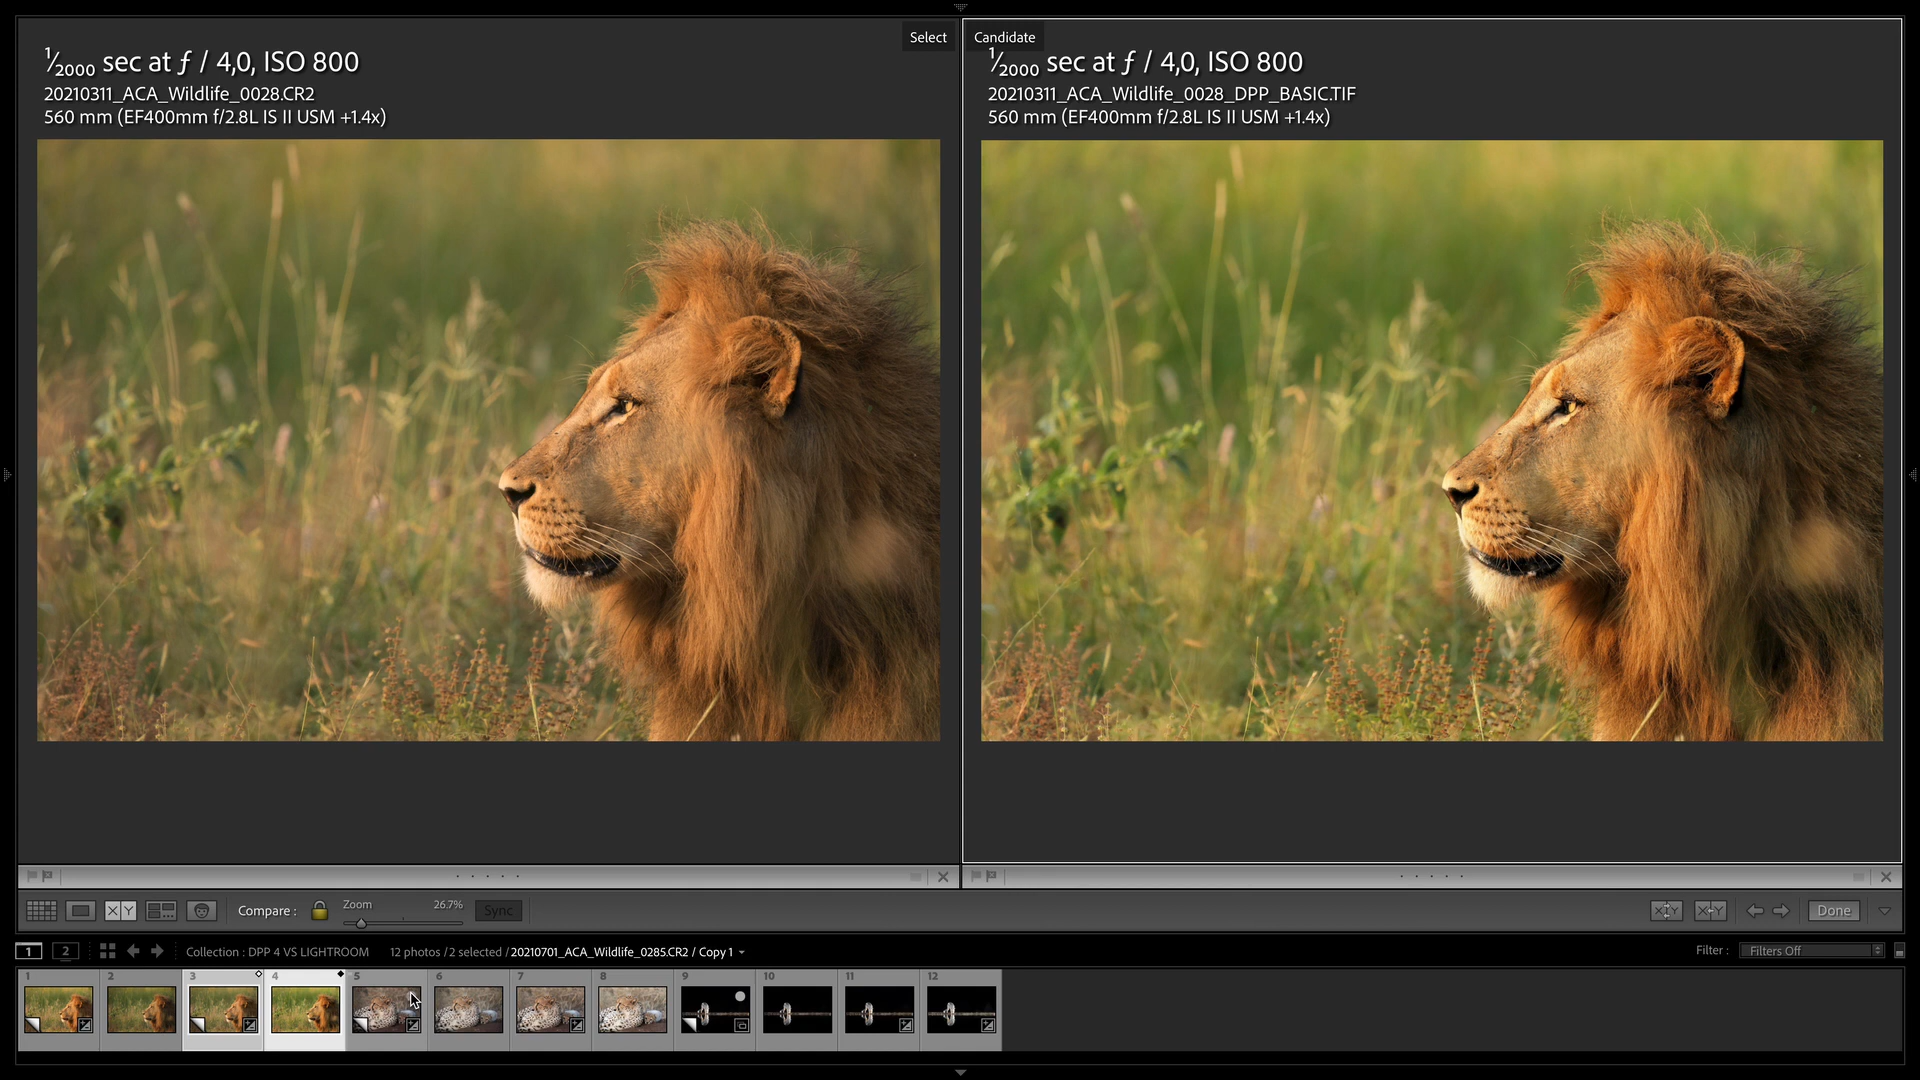 Select
¹⁄₂₀₀₀ sec at ƒ / 4,0, ISO 800
20210311_ACA_Wildlife_0028.CR2
560 mm (EF400mm f/2.8L IS II USM +1.4x)
Candidate
¹⁄₂₀₀₀ sec at ƒ / 4,0, ISO 800
20210311_ACA_Wildlife_0028_DPP_BASIC.TIF
560 mm (EF400mm f/2.8L IS II USM +1.4x)
X Y Compare : Zoom 26.7% Sync X Y X Y Done
1 2 Collection : DPP 4 VS LIGHTROOM 12 photos / 2 selected / 20210701_ACA_Wildlife_0285.CR2 / Copy 1 Filter : Filters Off
1 2 3 4 5 6 7 8 9 10 11 12